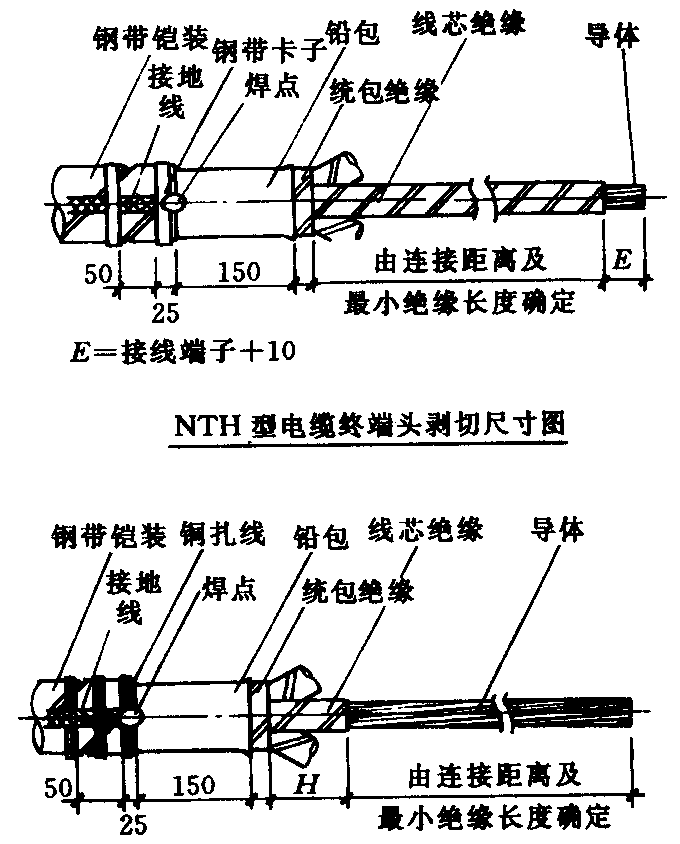 钢带铠装
接地
线
钢带卡子
焊点
铅包
统包绝缘
线芯绝缘
导体
50
25
150
由连接距离及
最小绝缘长度确定
E
E=接线端子+10
NTH型电缆终端头剥切尺寸图
钢带铠装
接地
线
铜扎线
焊点
铅包
统包绝缘
线芯绝缘
导体
50
25
150
H
由连接距离及
最小绝缘长度确定